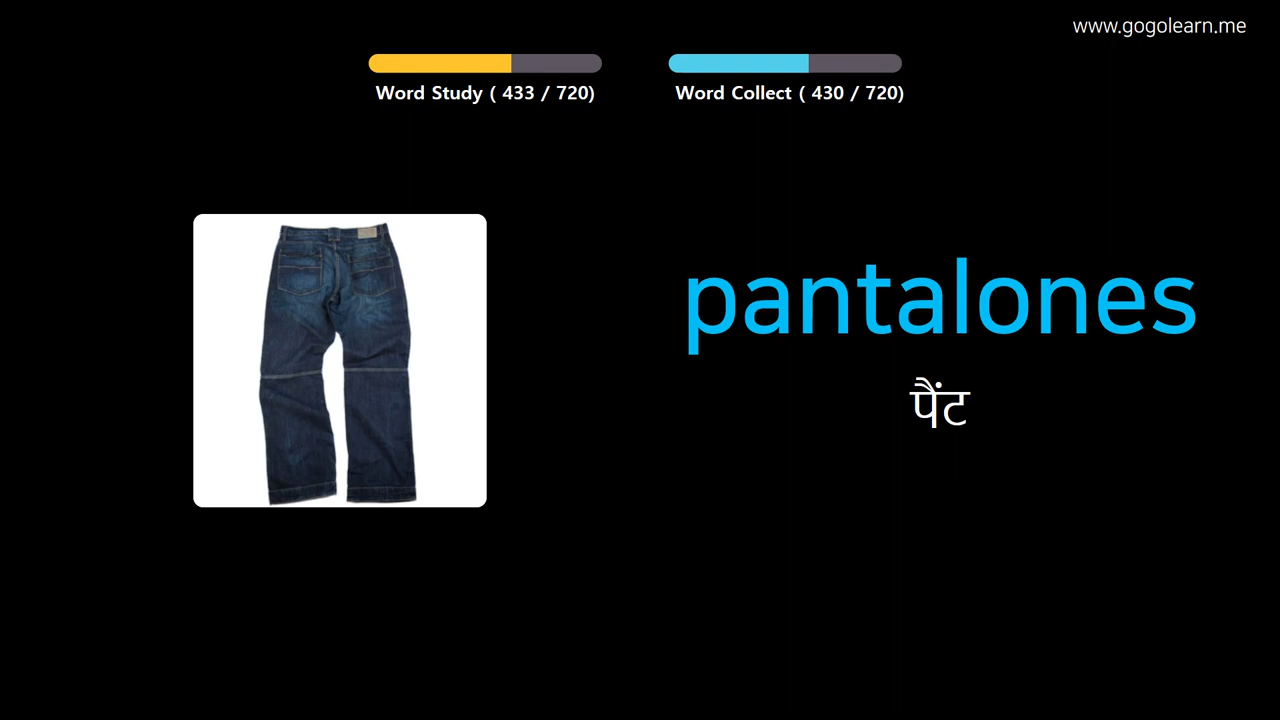 www.gogolearn.me
Word Study ( 433 / 720)
Word Collect ( 430 / 720)
pantalones
पैंट